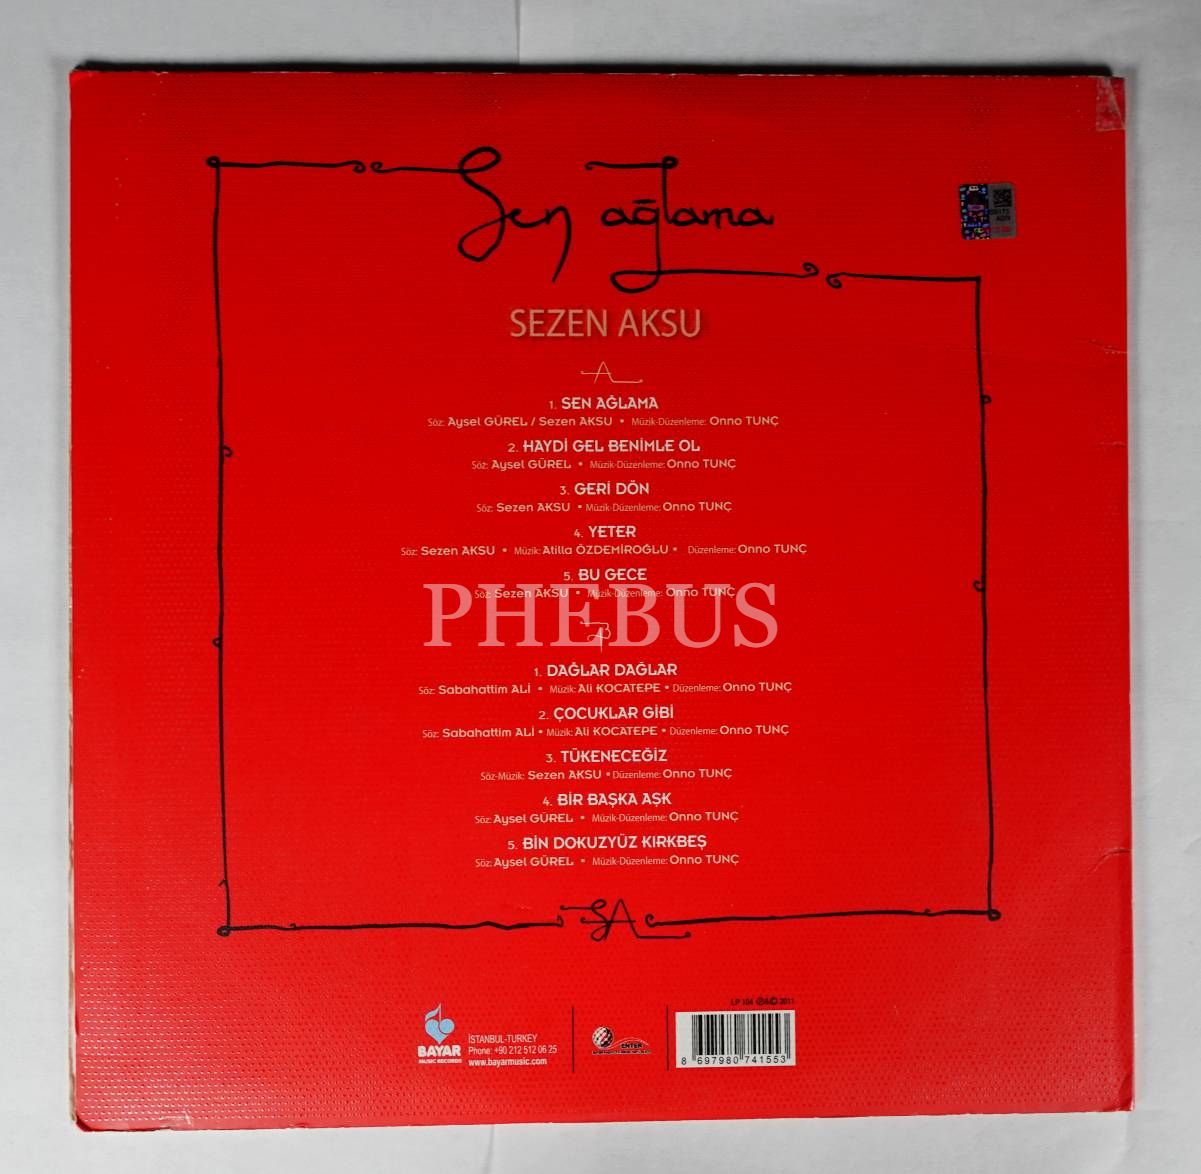 Sen ağlama
SEZEN AKSU
A
1. SEN AĞLAMA
Söz: Aysel GÜREL / Sezen AKSU • Müzik-Düzenleme: Onno TUNÇ
2. HAYDİ GEL BENİMLE OL
Söz: Aysel GÜREL • Müzik-Düzenleme: Onno TUNÇ
3. GERİ DÖN
Söz: Sezen AKSU • Müzik-Düzenleme: Onno TUNÇ
4. YETER
Söz: Sezen AKSU • Müzik: Atilla ÖZDEMİROĞLU • Düzenleme: Onno TUNÇ
5. BU GECE
Söz: Sezen AKSU • Müzik-Düzenleme: Onno TUNÇ
PHEBUS
B
1. DAĞLAR DAĞLAR
Söz: Sabahattim ALİ • Müzik: Ali KOCATEPE • Düzenleme: Onno TUNÇ
2. ÇOCUKLAR GİBİ
Söz: Sabahattim ALİ • Müzik: Ali KOCATEPE • Düzenleme: Onno TUNÇ
3. TÜKENECEĞİZ
Söz-Müzik: Sezen AKSU • Düzenleme: Onno TUNÇ
4. BİR BAŞKA AŞK
Söz: Aysel GÜREL • Müzik-Düzenleme: Onno TUNÇ
5. BİN DOKUZYÜZ KIRKBEŞ
Söz: Aysel GÜREL • Müzik-Düzenleme: Onno TUNÇ
SA
LP 104 ℗&© 2011
BAYAR
MUSIC RECORDS
İSTANBUL-TURKEY
Phone: +90 212 512 06 25
www.bayarmusic.com
ENTER
8 697980 741553